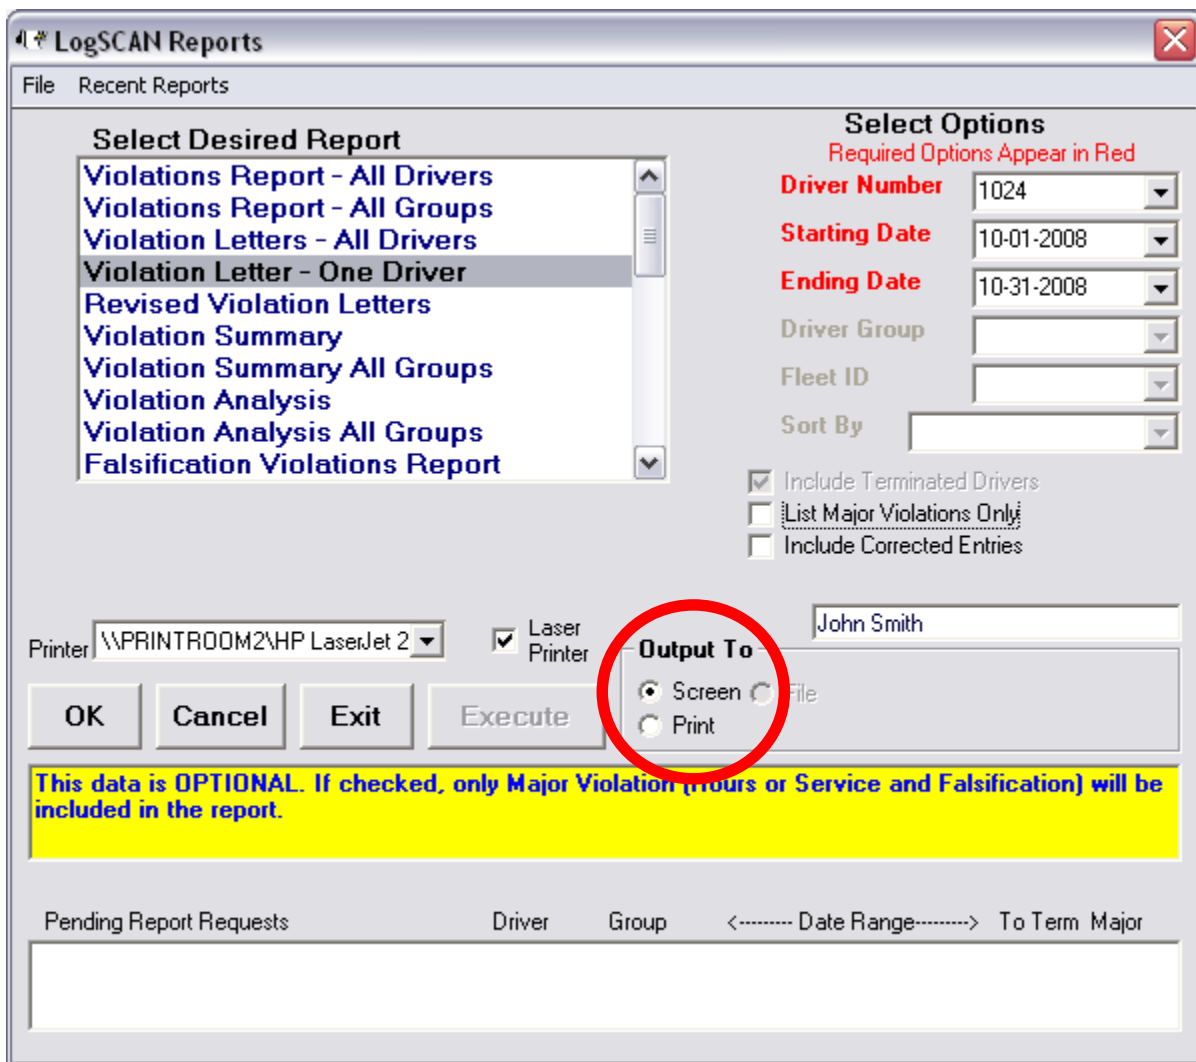 LogSCAN Reports
File Recent Reports
Select Desired Report
Violations Report - All Drivers
Violations Report - All Groups
Violation Letters - All Drivers
Violation Letter - One Driver
Revised Violation Letters
Violation Summary
Violation Summary All Groups
Violation Analysis
Violation Analysis All Groups
Falsification Violations Report
Select Options
Required Options Appear in Red
Driver Number 1024
Starting Date 10-01-2008
Ending Date 10-31-2008
Driver Group
Fleet ID
Sort By
Include Terminated Drivers
List Major Violations Only
Include Corrected Entries
John Smith
Printer \\PRINTROOM2\HP LaserJet 2
Laser
Printer
Output To
Screen File
Print
OK Cancel Exit Execute
This data is OPTIONAL. If checked, only Major Violation (Hours or Service and Falsification) will be
included in the report.
Pending Report Requests Driver Group <--------- Date Range---------> To Term Major